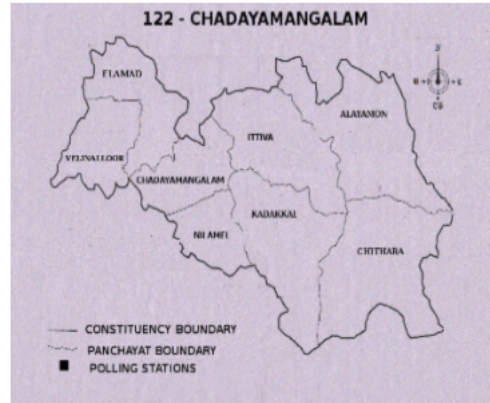 122 - CHADAYAMANGALAM
ELAMAD
ALAYAMON
ITTIVA
VELINALLOOR
CHADAYAMANGALAM
KADAKKAL
NILAMEL
CHITHARA
CONSTITUENCY BOUNDARY
PANCHAYAT BOUNDARY
POLLING STATIONS